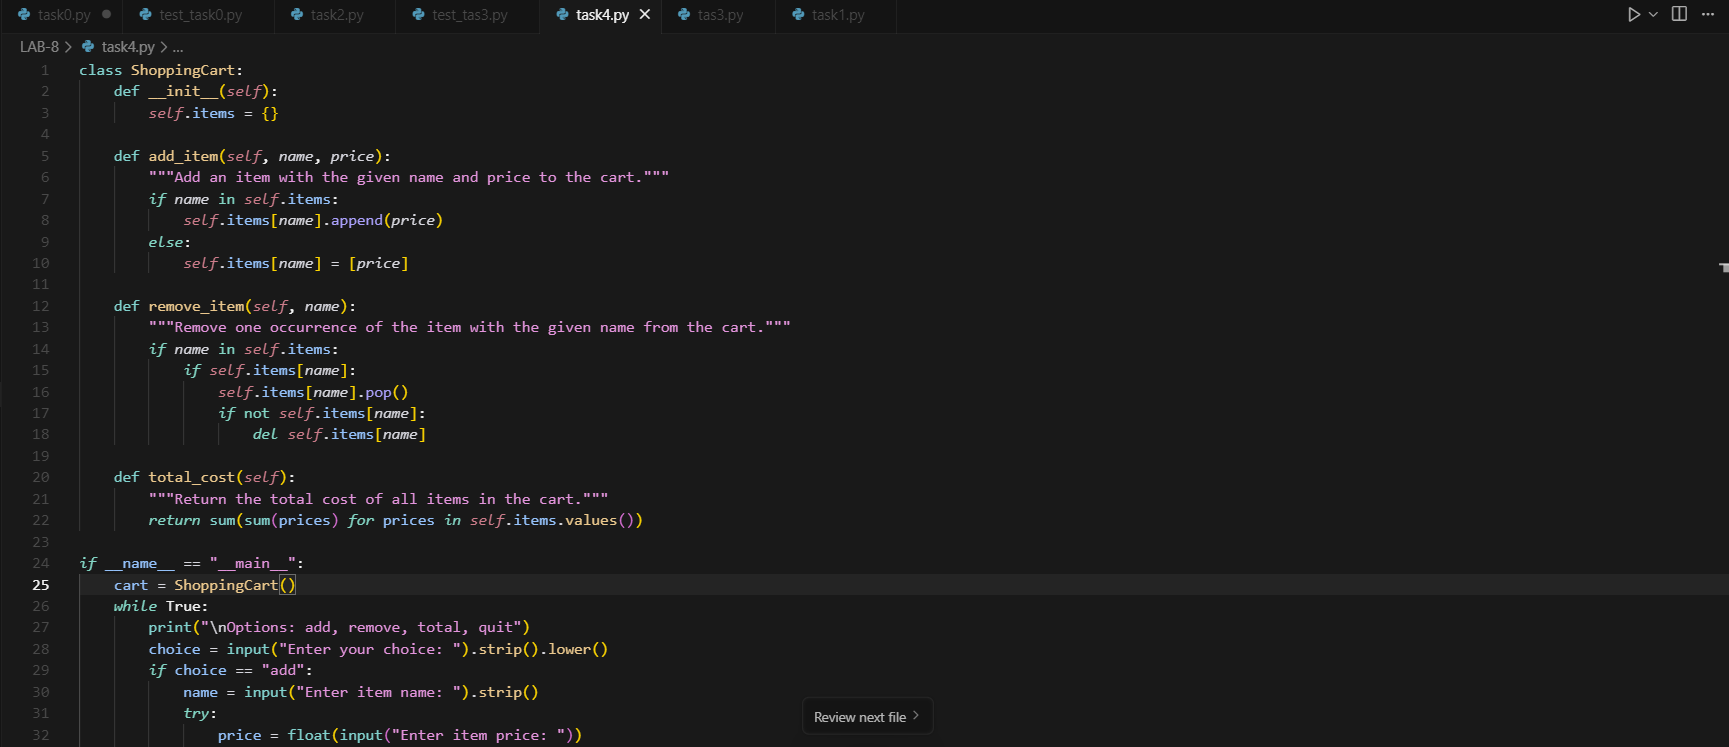 task0.py test_task0.py task2.py test_tas3.py task4.py tas3.py task1.py
LAB-8 > task4.py > ...
1 class ShoppingCart:
2     def __init__(self):
3         self.items = {}
4
5     def add_item(self, name, price):
6         """Add an item with the given name and price to the cart."""
7         if name in self.items:
8             self.items[name].append(price)
9         else:
10             self.items[name] = [price]
11
12     def remove_item(self, name):
13         """Remove one occurrence of the item with the given name from the cart."""
14         if name in self.items:
15             if self.items[name]:
16                 self.items[name].pop()
17                 if not self.items[name]:
18                     del self.items[name]
19
20     def total_cost(self):
21         """Return the total cost of all items in the cart."""
22         return sum(sum(prices) for prices in self.items.values())
23
24 if __name__ == "__main__":
25     cart = ShoppingCart()
26     while True:
27         print("\nOptions: add, remove, total, quit")
28         choice = input("Enter your choice: ").strip().lower()
29         if choice == "add":
30             name = input("Enter item name: ").strip()
31             try:
32                 price = float(input("Enter item price: "))
Review next file >